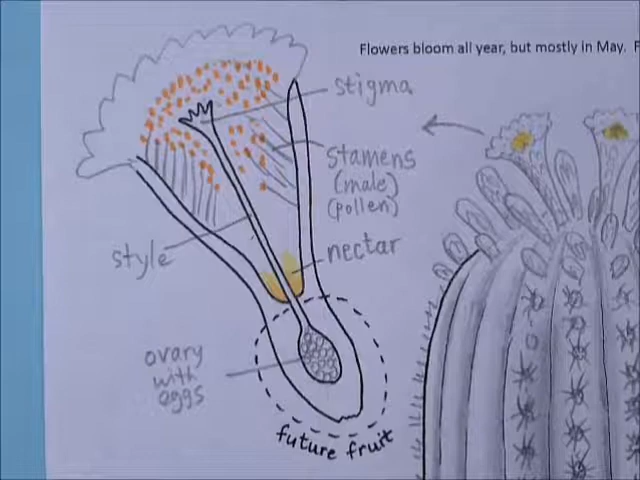 Flowers bloom all year, but mostly in May. F
stigma
stamens
(male)
(pollen)
style
nectar
ovary
with
eggs
future fruit